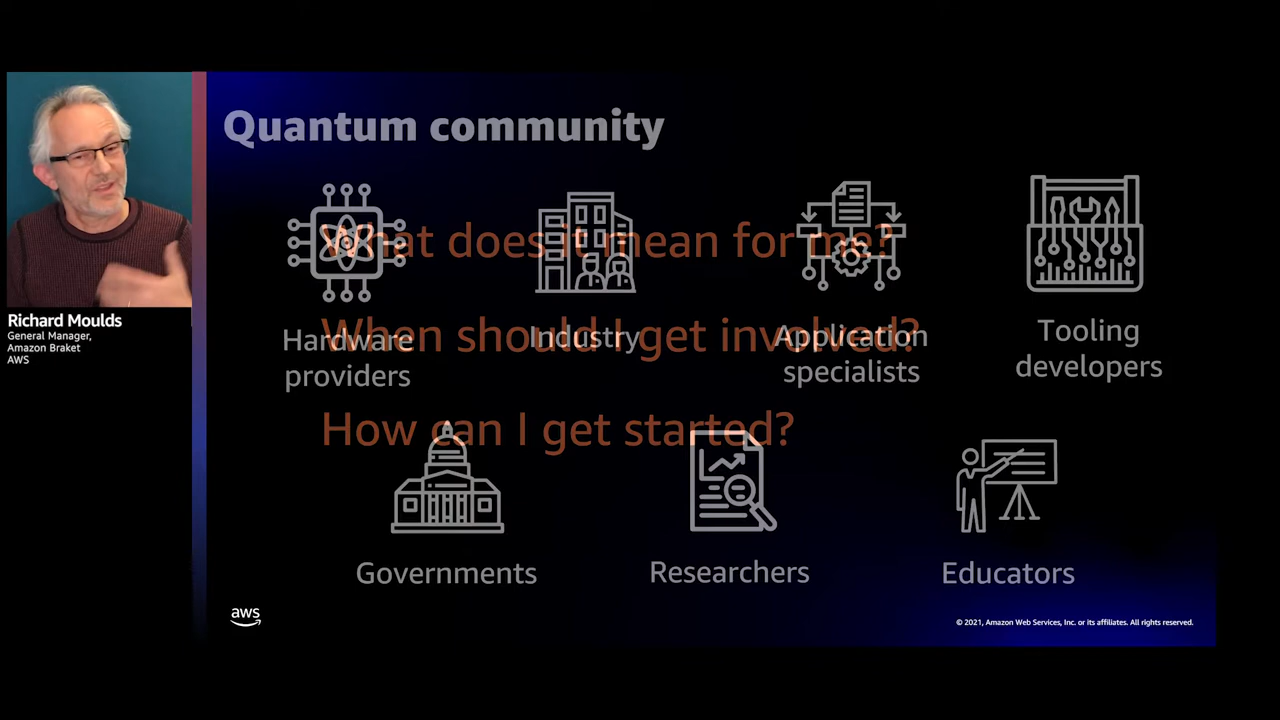 Quantum community
What does it mean for me?
Hardware
providers
Industry
Application
specialists
Tooling
developers
When should I get involved?
How can I get started?
Governments
Researchers
Educators
Richard Moulds
General Manager,
Amazon Braket
AWS
aws
© 2021, Amazon Web Services, Inc. or its affiliates. All rights reserved.